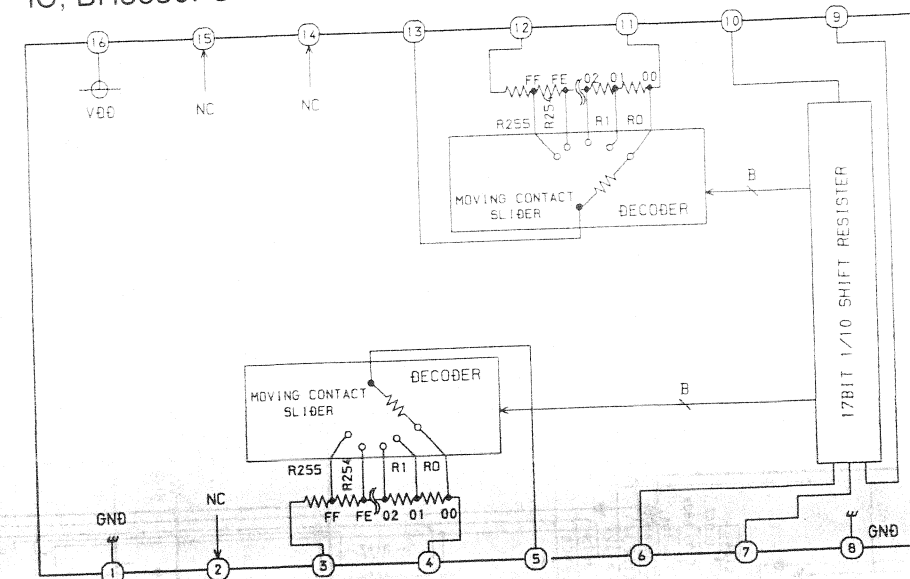 16 15 14 13 12 11 10 9
VDD NC NC
FF FE 02 01 00
R255 R254 R1 R0
MOVING CONTACT
SLIDER
DECODER
8
17BIT 1/10 SHIFT RESISTER
DECODER
MOVING CONTACT
SLIDER
8
R255 R254 R1 R0
FF FE 02 01 00
GND NC GND
1 2 3 4 5 6 7 8